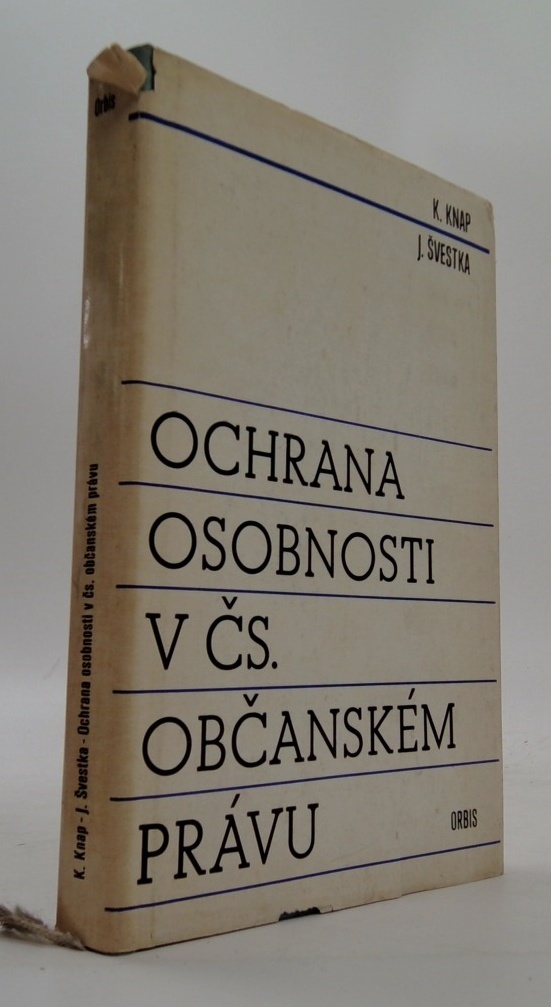 K. KNAP
J. ŠVESTKA
OCHRANA
OSOBNOSTI
V ČS.
OBČANSKÉM
PRÁVU
ORBIS
Orbis
K. Knap - J. Švestka - Ochrana osobnosti v čs. občanském právu